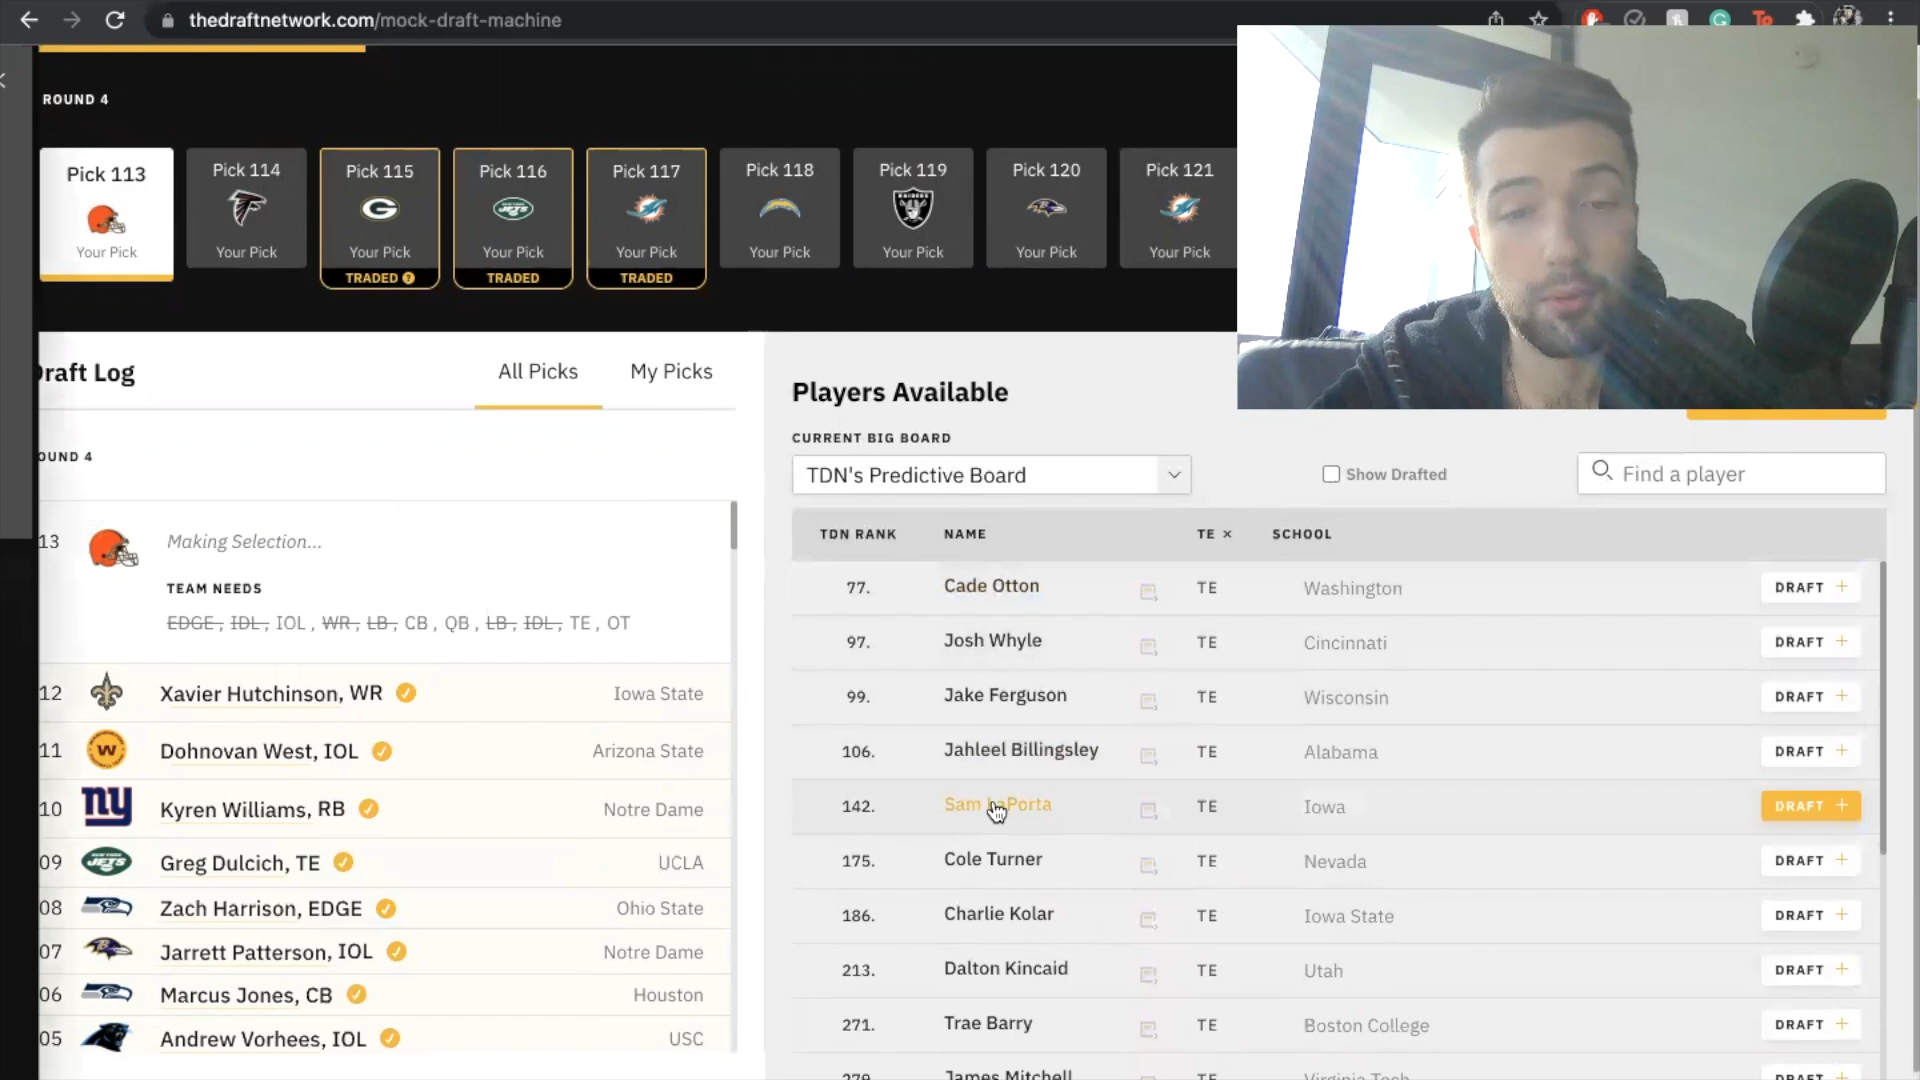 thedraftnetwork.com/mock-draft-machine
ROUND 4
Pick 113
Your Pick
Pick 114
Your Pick
Pick 115
Your Pick
TRADED ?
Pick 116
Your Pick
TRADED
Pick 117
Your Pick
TRADED
Pick 118
Your Pick
Pick 119
Your Pick
Pick 120
Your Pick
Pick 121
Your Pick
raft Log
All Picks
My Picks
OUND 4
13
Making Selection...
TEAM NEEDS
EDGE , IDL , IOL , WR , LB , CB , QB , LB , IDL , TE , OT
12 Xavier Hutchinson, WR Iowa State
11 Dohnovan West, IOL Arizona State
10 Kyren Williams, RB Notre Dame
09 Greg Dulcich, TE UCLA
08 Zach Harrison, EDGE Ohio State
07 Jarrett Patterson, IOL Notre Dame
06 Marcus Jones, CB Houston
05 Andrew Vorhees, IOL USC
Players Available
CURRENT BIG BOARD
TDN's Predictive Board
Show Drafted
Find a player
TDN RANK NAME TE × SCHOOL
77. Cade Otton TE Washington DRAFT +
97. Josh Whyle TE Cincinnati DRAFT +
99. Jake Ferguson TE Wisconsin DRAFT +
106. Jahleel Billingsley TE Alabama DRAFT +
142. Sam LaPorta TE Iowa DRAFT +
175. Cole Turner TE Nevada DRAFT +
186. Charlie Kolar TE Iowa State DRAFT +
213. Dalton Kincaid TE Utah DRAFT +
271. Trae Barry TE Boston College DRAFT +
279. James Mitchell TE Virginia Tech DRAFT +